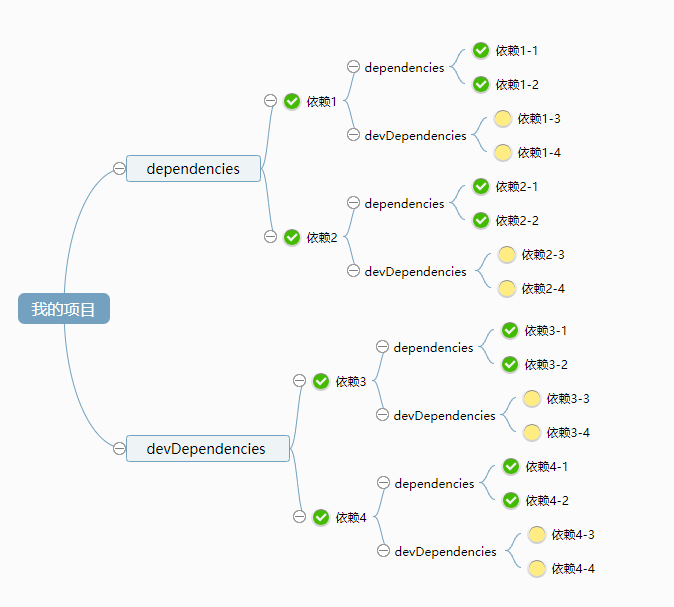 我的项目
dependencies
依赖1
dependencies
依赖1-1
依赖1-2
devDependencies
依赖1-3
依赖1-4
依赖2
dependencies
依赖2-1
依赖2-2
devDependencies
依赖2-3
依赖2-4
devDependencies
依赖3
dependencies
依赖3-1
依赖3-2
devDependencies
依赖3-3
依赖3-4
依赖4
dependencies
依赖4-1
依赖4-2
devDependencies
依赖4-3
依赖4-4